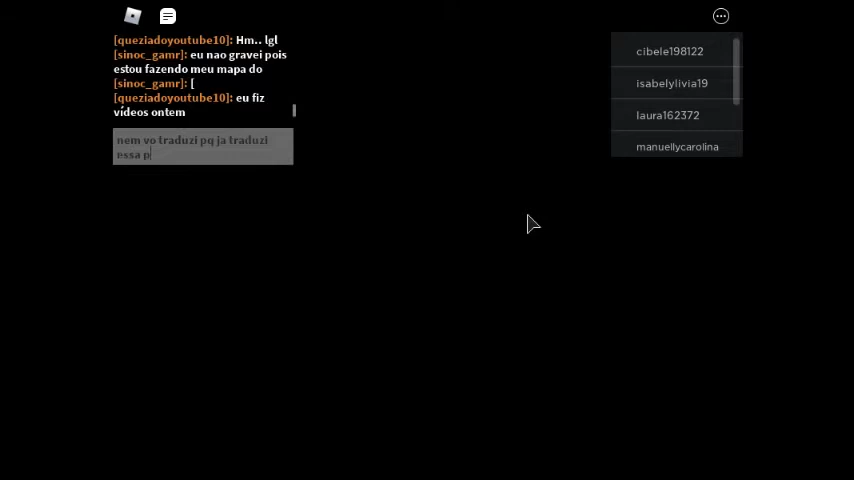 [queziadoyoutube10]: Hm.. lgl
[sinoc_gamr]: eu nao gravei pois
estou fazendo meu mapa do
[sinoc_gamr]: [
[queziadoyoutube10]: eu fiz
vídeos ontem
nem vo traduzi pq ja traduzi
essa p
cibele198122
isabelylivia19
laura162372
manuellycarolina